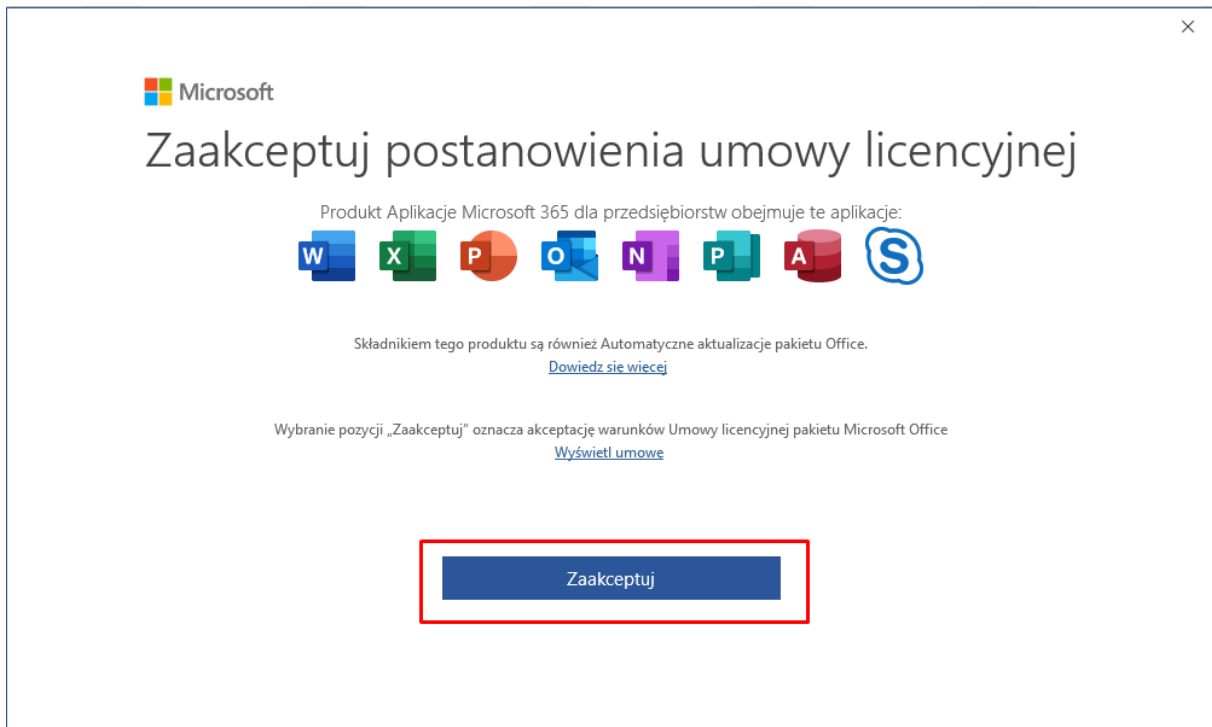 Microsoft
Zaakceptuj postanowienia umowy licencyjnej
Produkt Aplikacje Microsoft 365 dla przedsiębiorstw obejmuje te aplikacje:
W X P O N P A S
Składnikiem tego produktu są również Automatyczne aktualizacje pakietu Office.
Dowiedz się więcej
Wybranie pozycji „Zaakceptuj” oznacza akceptację warunków Umowy licencyjnej pakietu Microsoft Office
Wyświetl umowę
Zaakceptuj